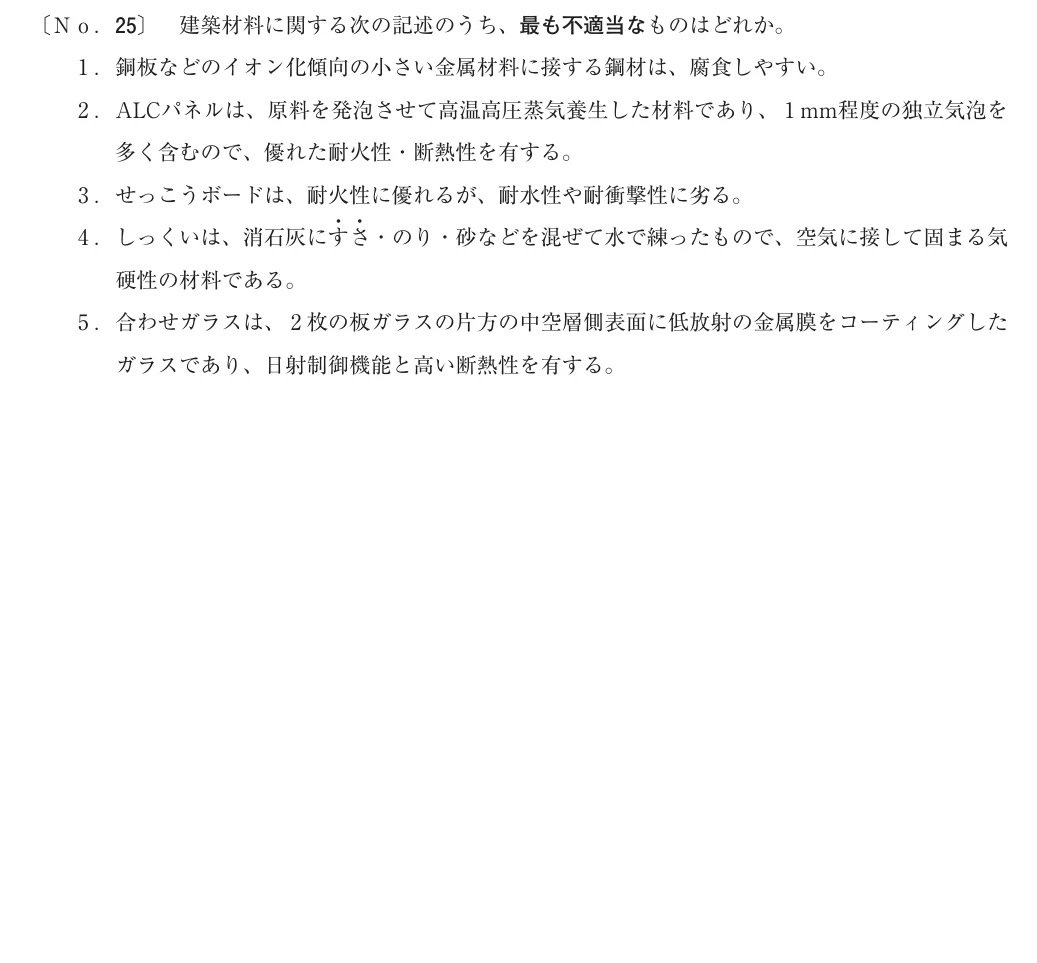 〔Ｎｏ．25〕　建築材料に関する次の記述のうち、最も不適当なものはどれか。
１．銅板などのイオン化傾向の小さい金属材料に接する鋼材は、腐食しやすい。
２．ALCパネルは、原料を発泡させて高温高圧蒸気養生した材料であり、１mm程度の独立気泡を
多く含むので、優れた耐火性・断熱性を有する。
３．せっこうボードは、耐火性に優れるが、耐水性や耐衝撃性に劣る。
４．しっくいは、消石灰にすさ・のり・砂などを混ぜて水で練ったもので、空気に接して固まる気
硬性の材料である。
５．合わせガラスは、２枚の板ガラスの片方の中空層側表面に低放射の金属膜をコーティングした
ガラスであり、日射制御機能と高い断熱性を有する。